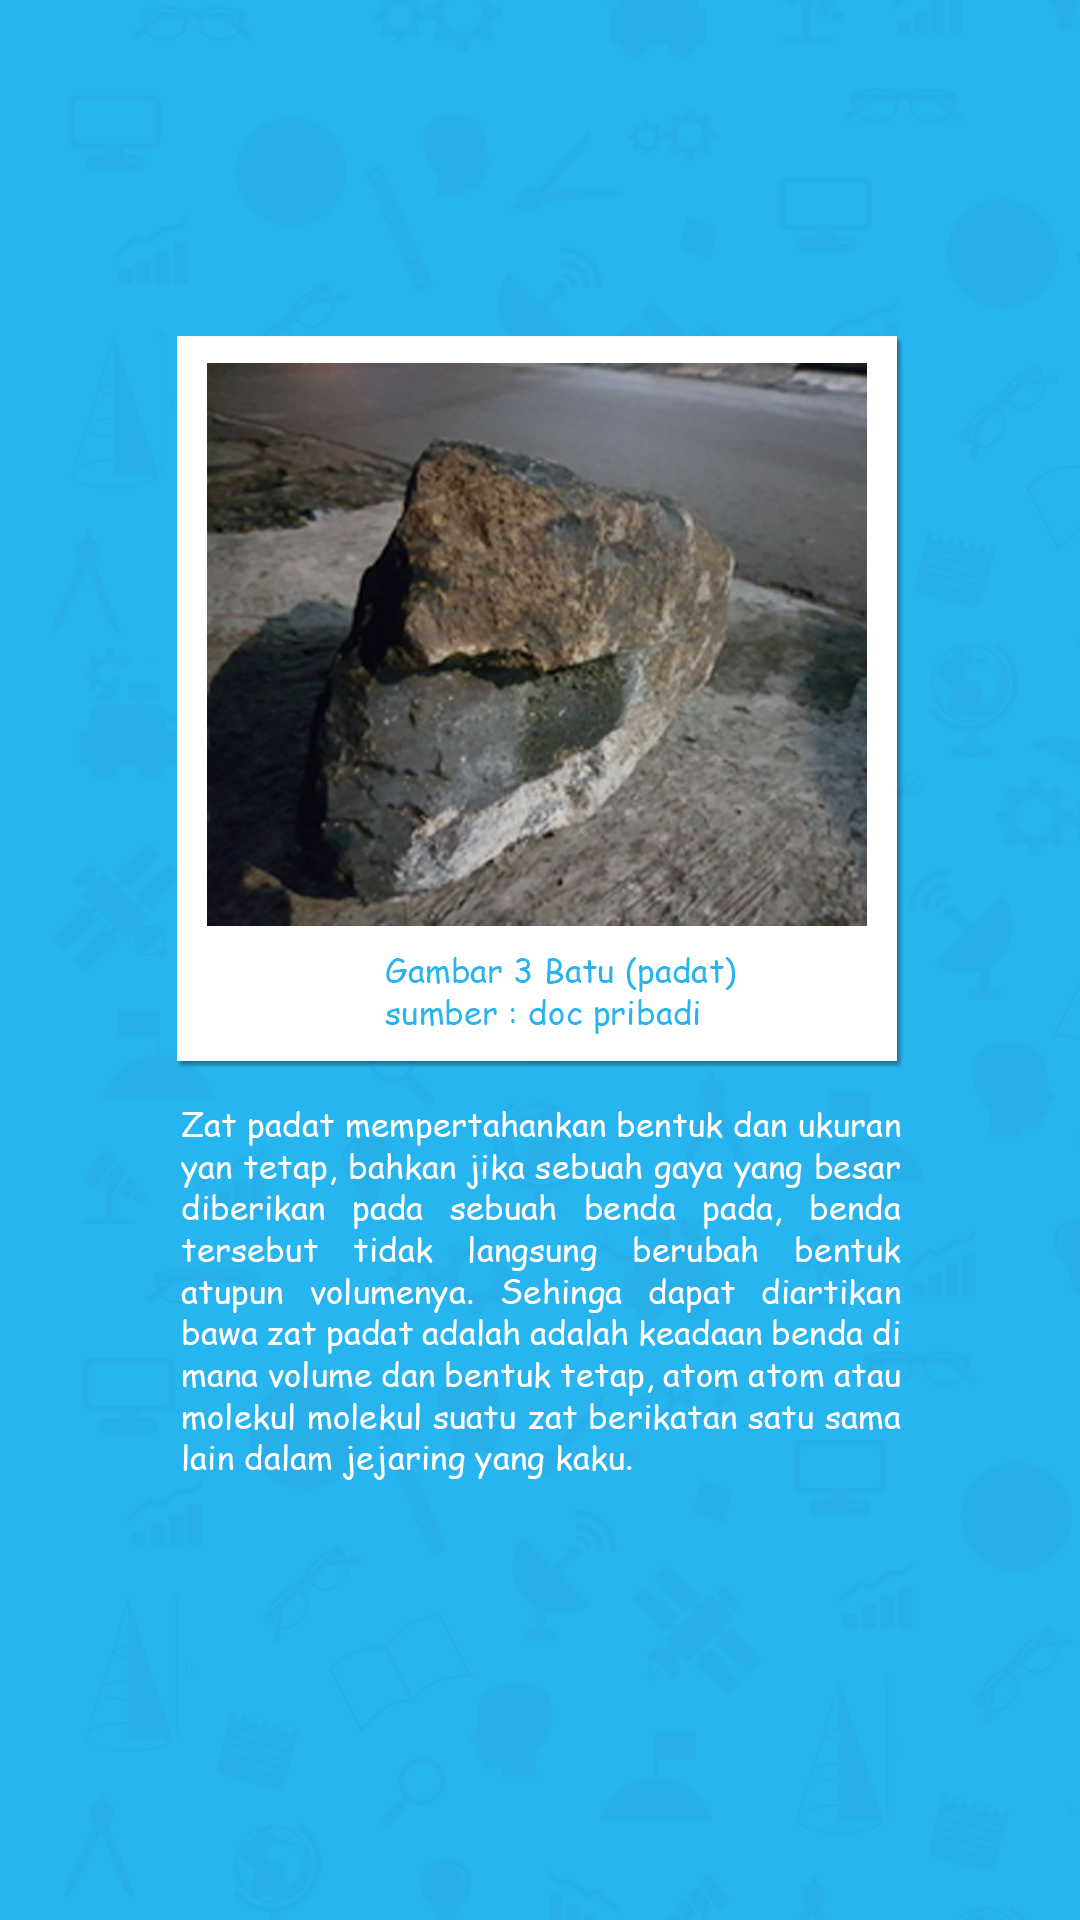 Gambar 3 Batu (padat)
sumber : doc pribadi
Zat padat mempertahankan bentuk dan ukuran
yan tetap, bahkan jika sebuah gaya yang besar
diberikan pada sebuah benda pada, benda
tersebut tidak langsung berubah bentuk
atupun volumenya. Sehinga dapat diartikan
bawa zat padat adalah adalah keadaan benda di
mana volume dan bentuk tetap, atom atom atau
molekul molekul suatu zat berikatan satu sama
lain dalam jejaring yang kaku.